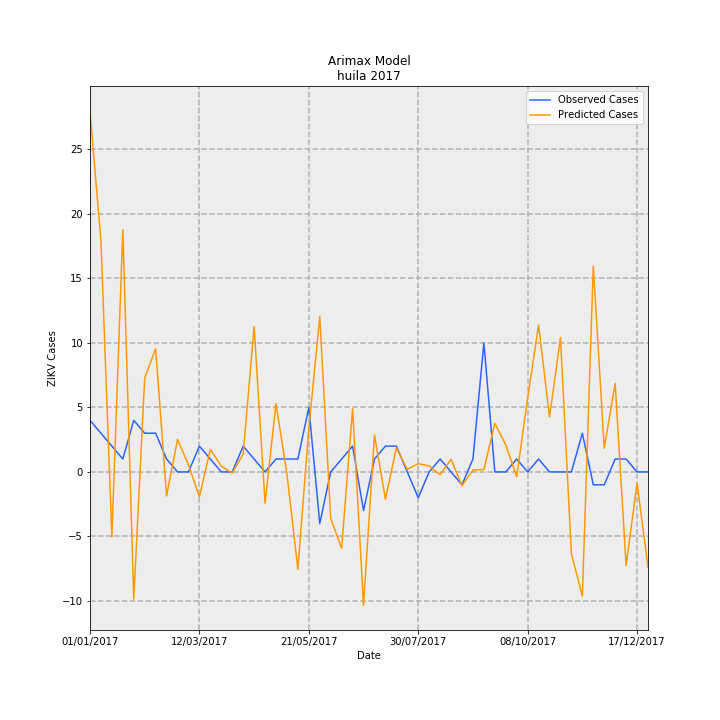 Arimax Model
huila 2017
Observed Cases
Predicted Cases
25
20
15
10
5
0
−5
−10
ZIKV Cases
01/01/2017
12/03/2017
21/05/2017
30/07/2017
08/10/2017
17/12/2017
Date